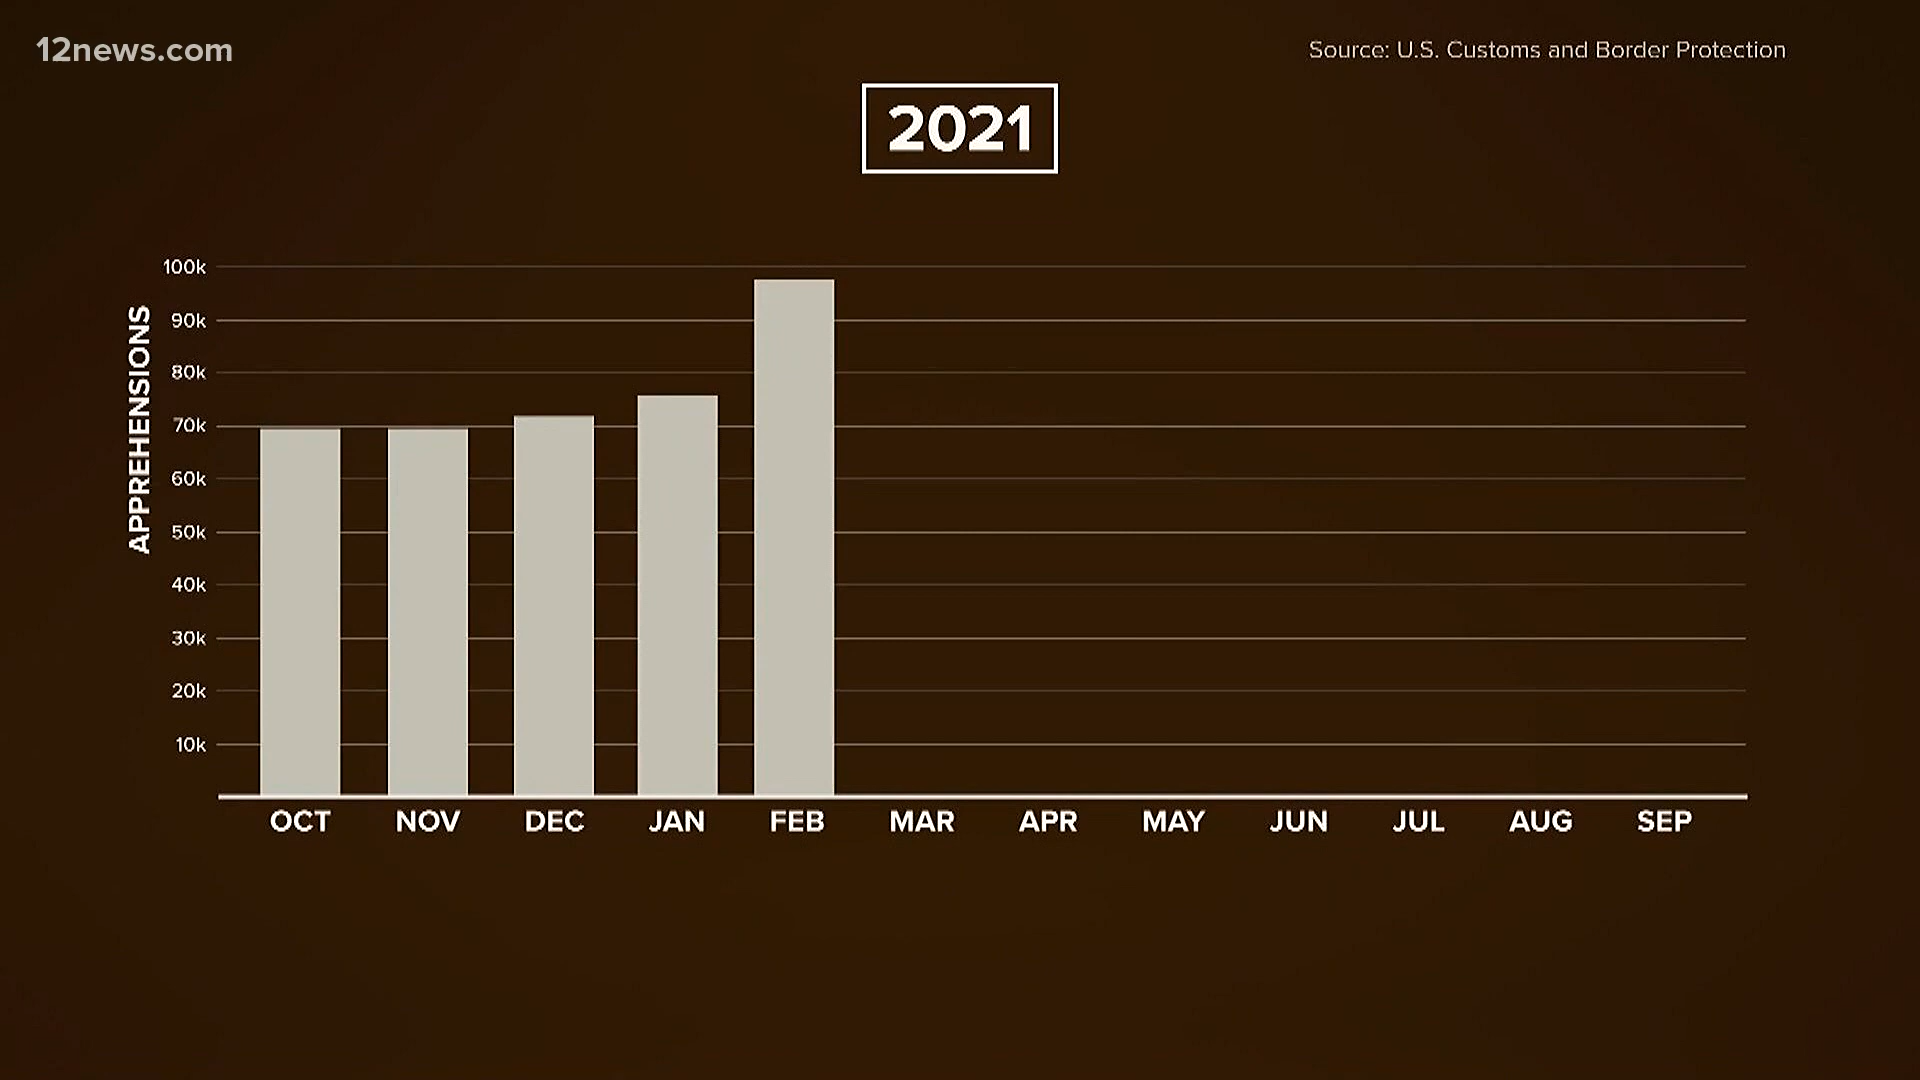 12news.com
Source: U.S. Customs and Border Protection
2021
APPREHENSIONS
100k
90k
80k
70k
60k
50k
40k
30k
20k
10k
OCT NOV DEC JAN FEB MAR APR MAY JUN JUL AUG SEP